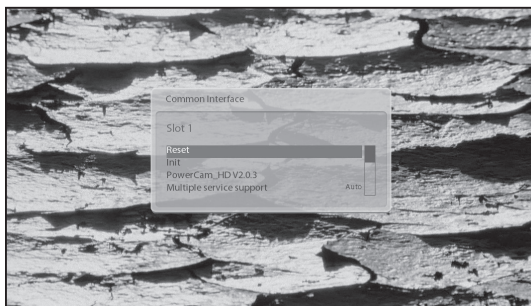 Common Interface
Slot 1
Reset
Init
PowerCam_HD V2.0.3
Multiple service support Auto